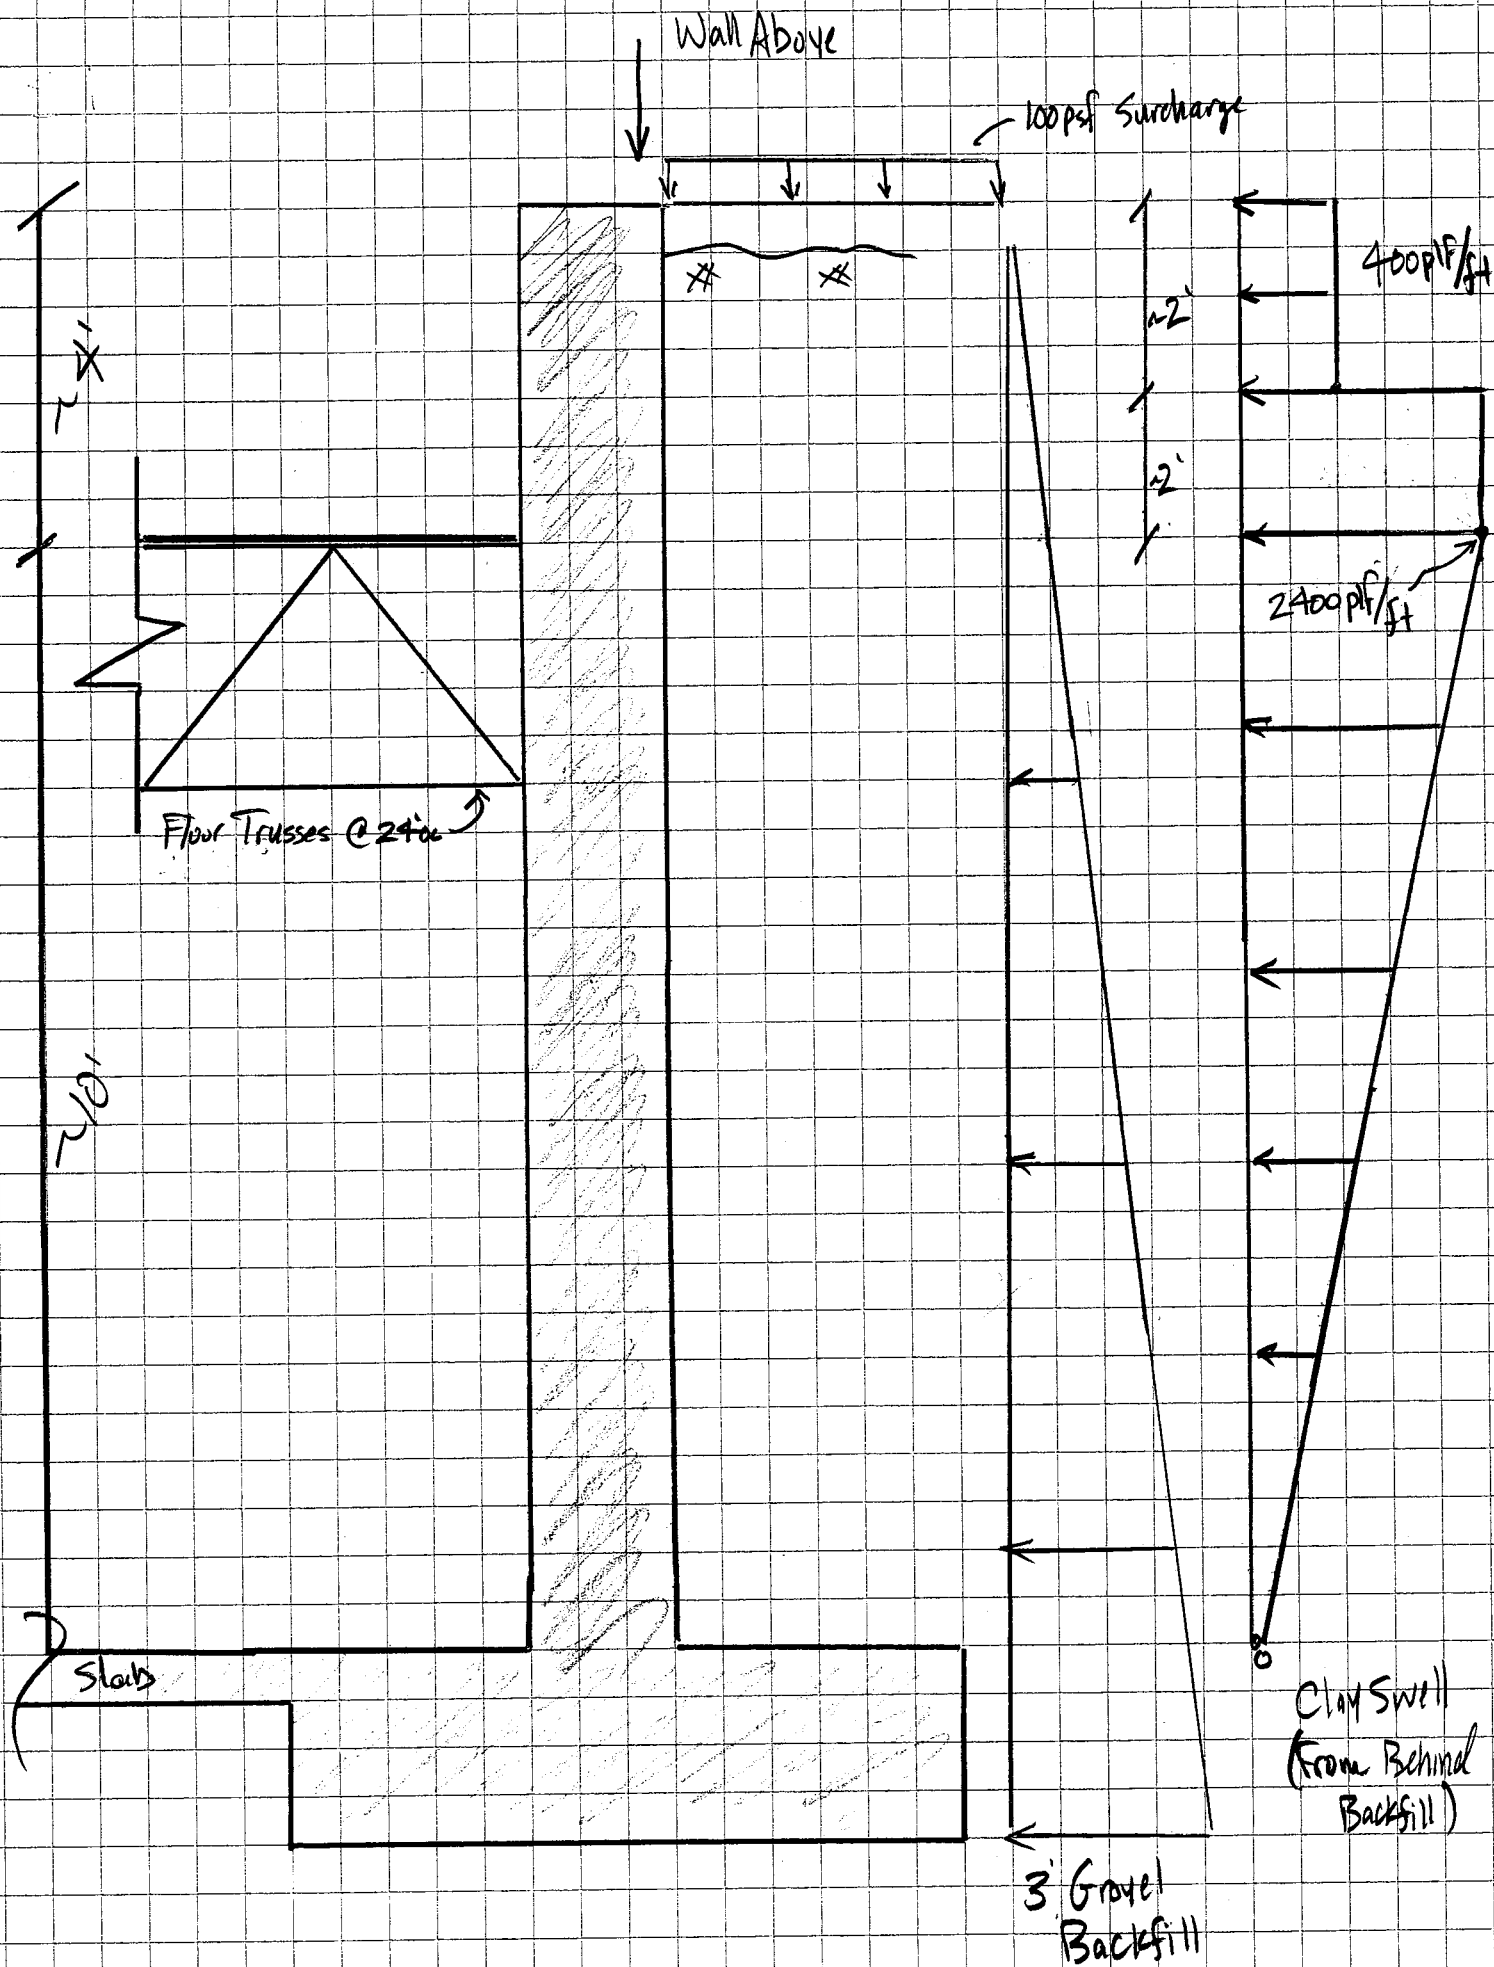 Wall Above
100psf Surcharge
400plf/ft
~2'
~4'
~2'
2400plf/ft
Floor Trusses @ 24"oc
~10'
Slab
0
Clay Swell
(From Behind
Backfill)
3' Gravel
Backfill